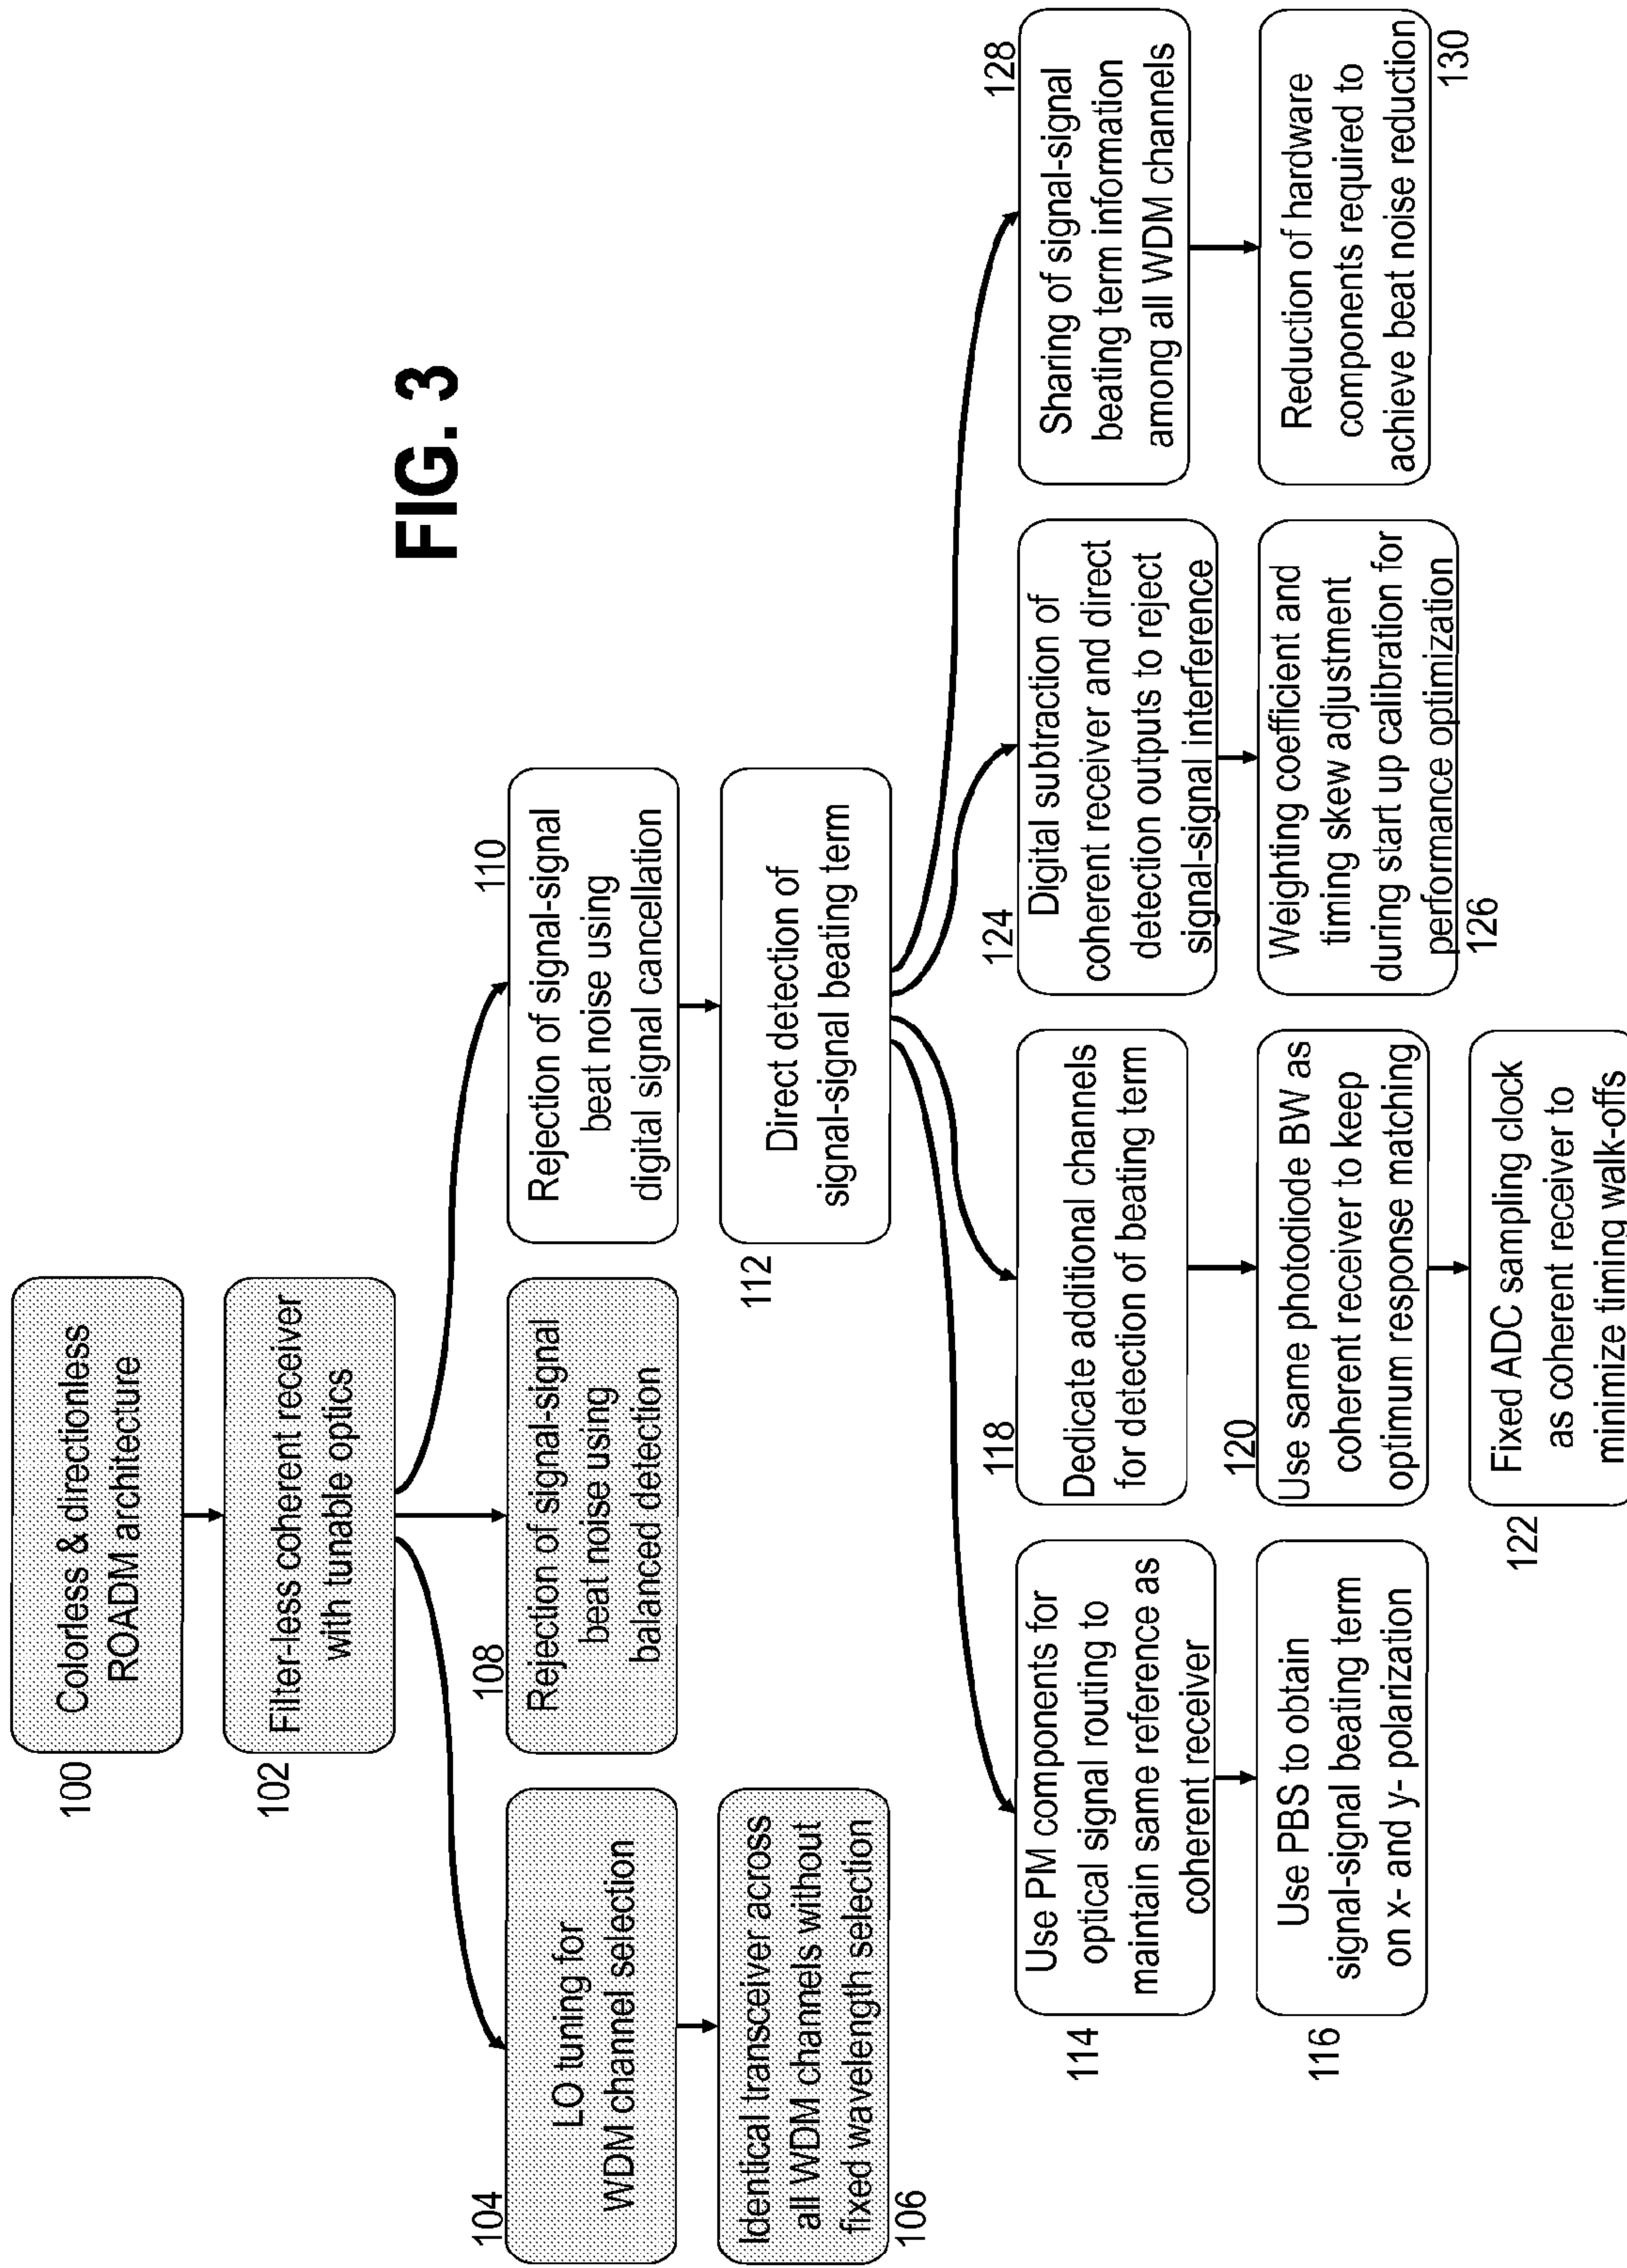 FIG. 3
100
Colorless & directionless
ROADM architecture
102
Filter-less coherent receiver
with tunable optics
104
LO tuning for
WDM channel selection
106
Identical transceiver across
all WDM channels without
fixed wavelength selection
108
Rejection of signal-signal
beat noise using
balanced detection
110
Rejection of signal-signal
beat noise using
digital signal cancellation
112
Direct detection of
signal-signal beating term
114
Use PM components for
optical signal routing to
maintain same reference as
coherent receiver
116
Use PBS to obtain
signal-signal beating term
on x- and y- polarization
118
Dedicate additional channels
for detection of beating term
120
Use same photodiode BW as
coherent receiver to keep
optimum response matching
122
Fixed ADC sampling clock
as coherent receiver to
minimize timing walk-offs
124
Digital subtraction of
coherent receiver and direct
detection outputs to reject
signal-signal interference
126
Weighting coefficient and
timing skew adjustment
during start up calibration for
performance optimization
128
Sharing of signal-signal
beating term information
among all WDM channels
130
Reduction of hardware
components required to
achieve beat noise reduction